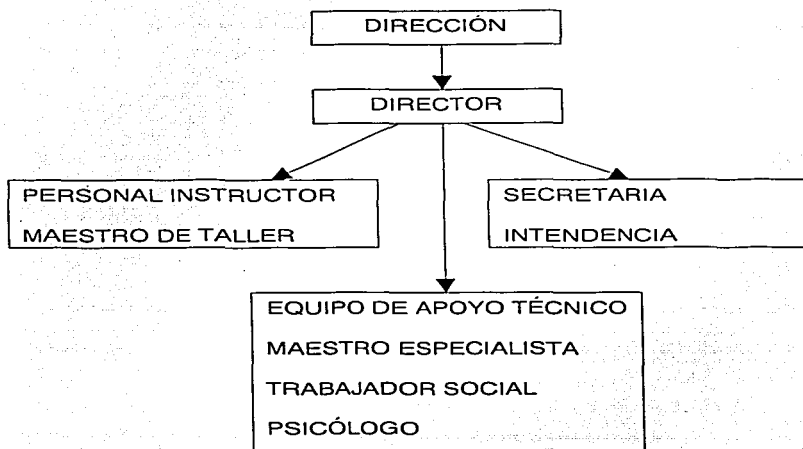 DIRECCIÓN
DIRECTOR
PERSONAL INSTRUCTOR
MAESTRO DE TALLER
SECRETARIA
INTENDENCIA
EQUIPO DE APOYO TÉCNICO
MAESTRO ESPECIALISTA
TRABAJADOR SOCIAL
PSICÓLOGO